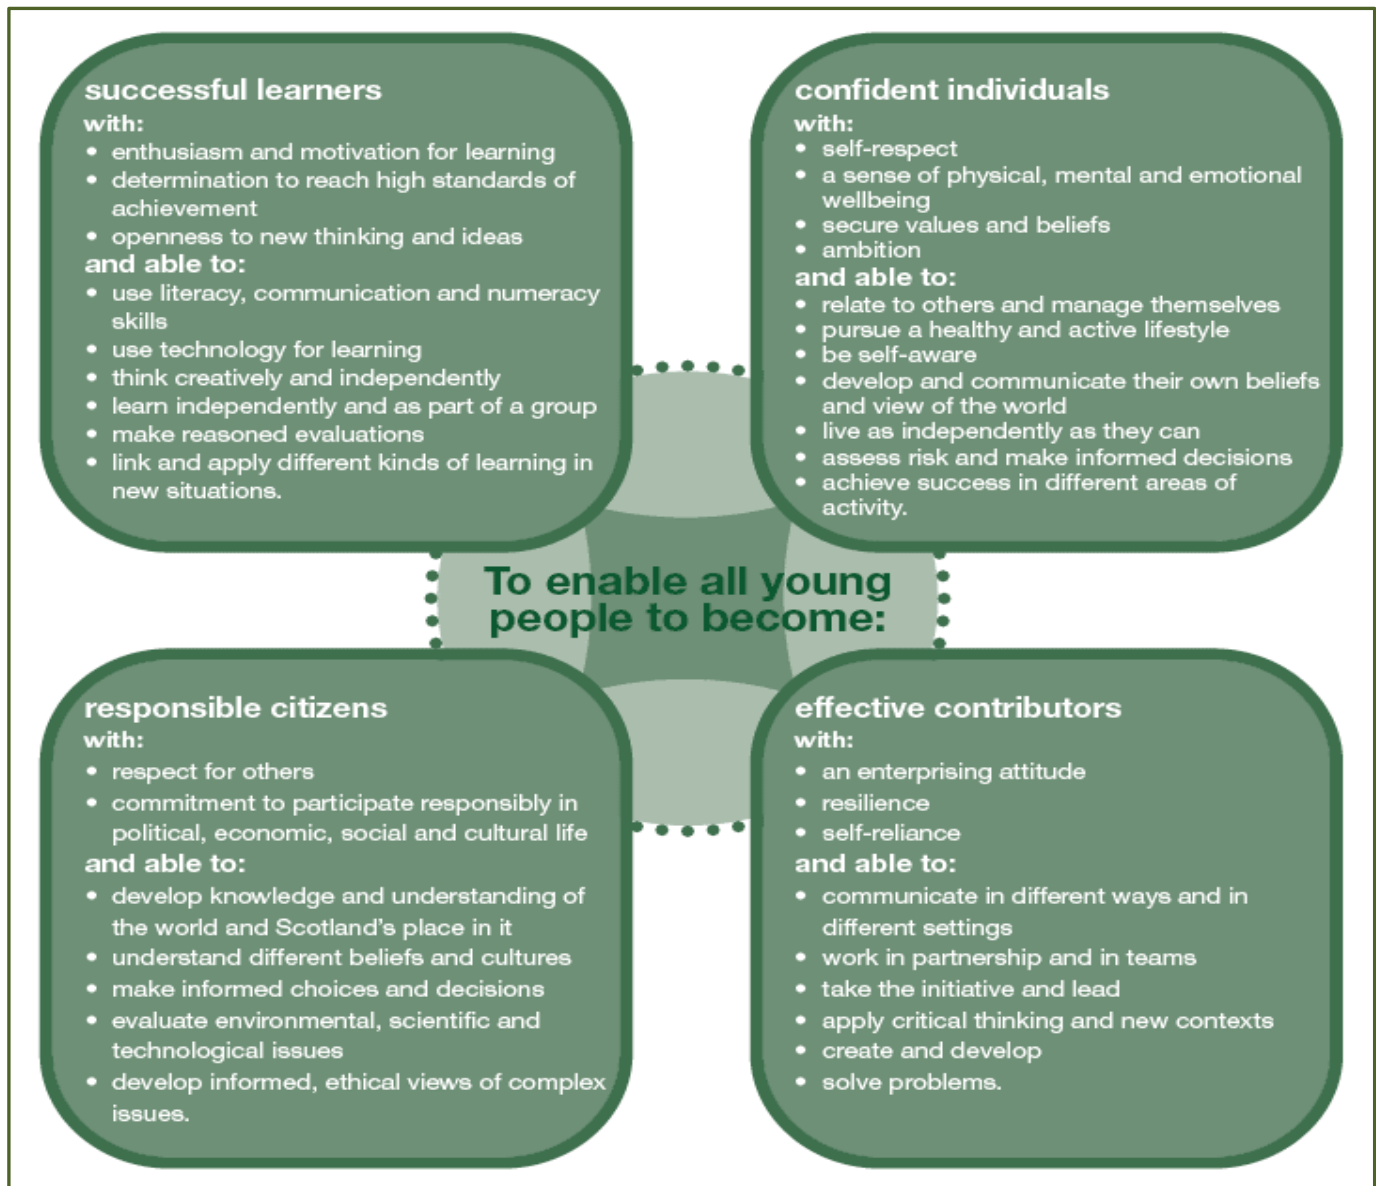 successful learners
with:
• enthusiasm and motivation for learning
• determination to reach high standards of
achievement
• openness to new thinking and ideas
and able to:
• use literacy, communication and numeracy
skills
• use technology for learning
• think creatively and independently
• learn independently and as part of a group
• make reasoned evaluations
• link and apply different kinds of learning in
new situations.
confident individuals
with:
• self-respect
• a sense of physical, mental and emotional
wellbeing
• secure values and beliefs
• ambition
and able to:
• relate to others and manage themselves
• pursue a healthy and active lifestyle
• be self-aware
• develop and communicate their own beliefs
and view of the world
• live as independently as they can
• assess risk and make informed decisions
• achieve success in different areas of
activity.
To enable all young
people to become:
responsible citizens
with:
• respect for others
• commitment to participate responsibly in
political, economic, social and cultural life
and able to:
• develop knowledge and understanding of
the world and Scotland’s place in it
• understand different beliefs and cultures
• make informed choices and decisions
• evaluate environmental, scientific and
technological issues
• develop informed, ethical views of complex
issues.
effective contributors
with:
• an enterprising attitude
• resilience
• self-reliance
and able to:
• communicate in different ways and in
different settings
• work in partnership and in teams
• take the initiative and lead
• apply critical thinking and new contexts
• create and develop
• solve problems.